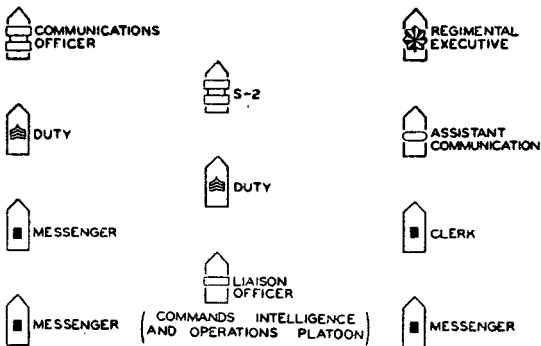 COMMUNICATIONS
OFFICER
DUTY
MESSENGER
MESSENGER
S-2
DUTY
LIAISON
OFFICER
(COMMANDS INTELLIGENCE
AND OPERATIONS PLATOON)
REGIMENTAL
EXECUTIVE
ASSISTANT
COMMUNICATION
CLERK
MESSENGER